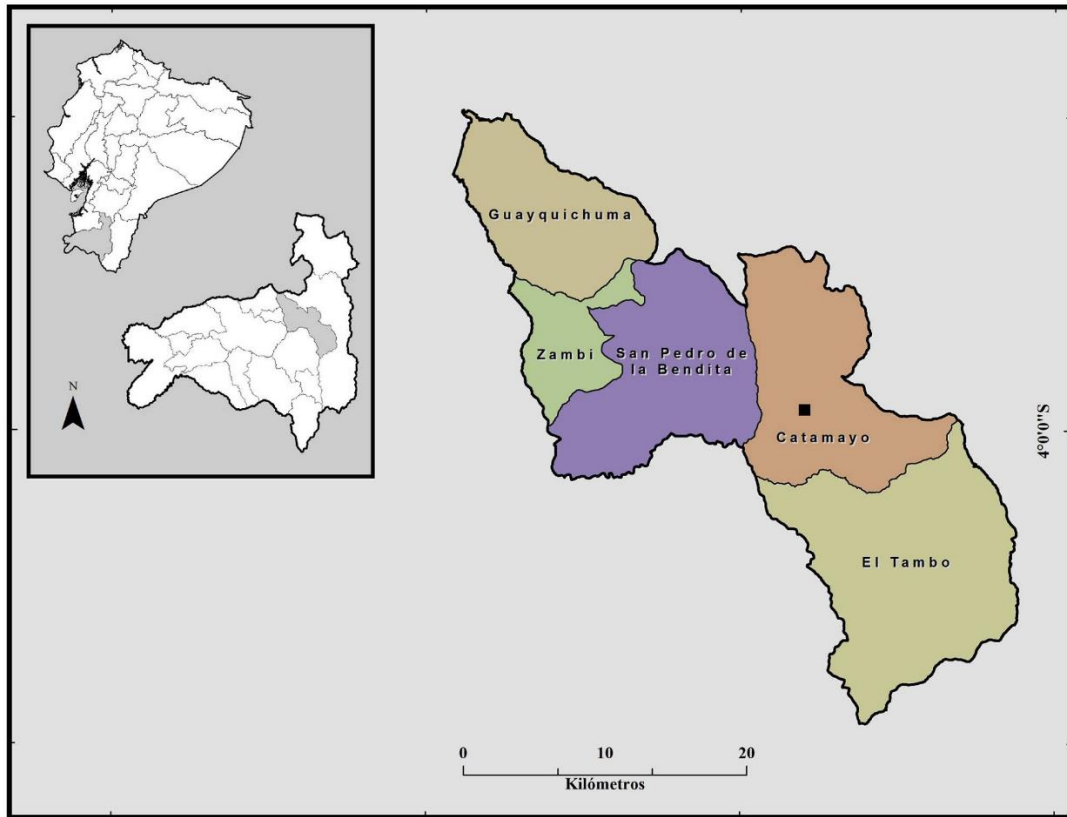 N
Guayquichuma
Zambi
San Pedro de
la Bendita
Catamayo
El Tambo
4°0'0"S
0 10 20
Kilómetros